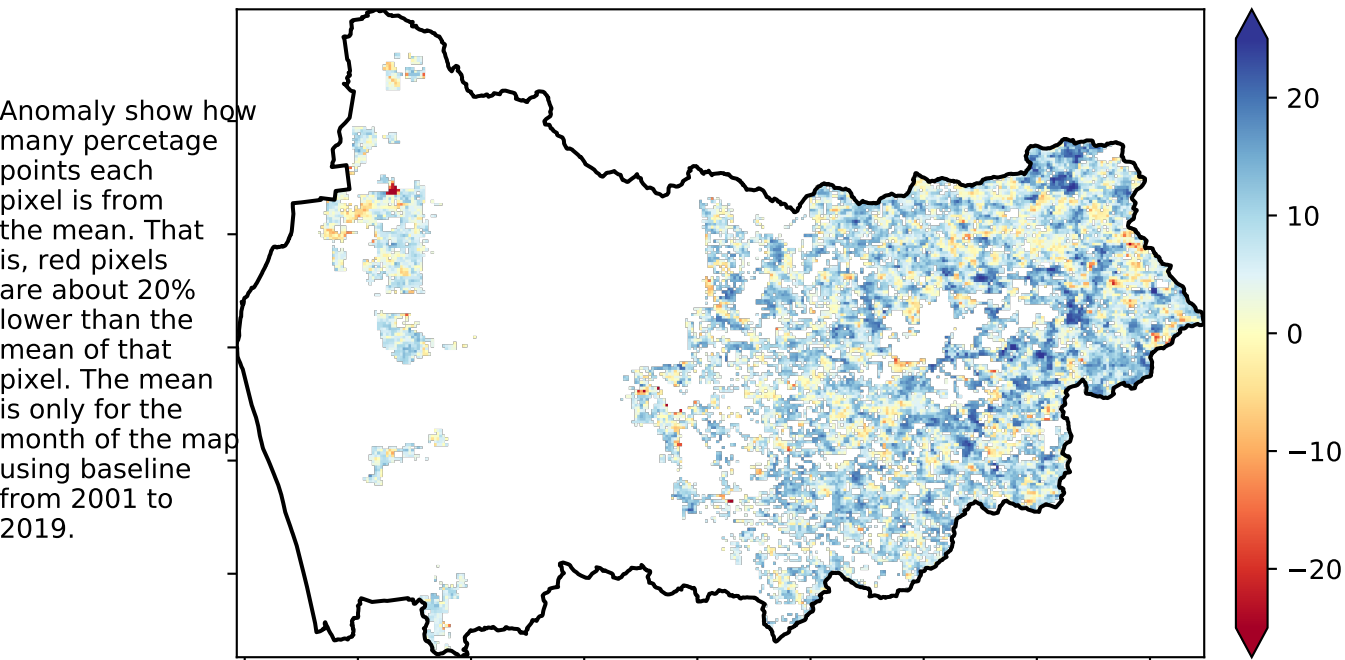 Anomaly show how
many percetage
points each
pixel is from
the mean. That
is, red pixels
are about 20%
lower than the
mean of that
pixel. The mean
is only for the
month of the map
using baseline
from 2001 to
2019.
20
10
0
−10
−20